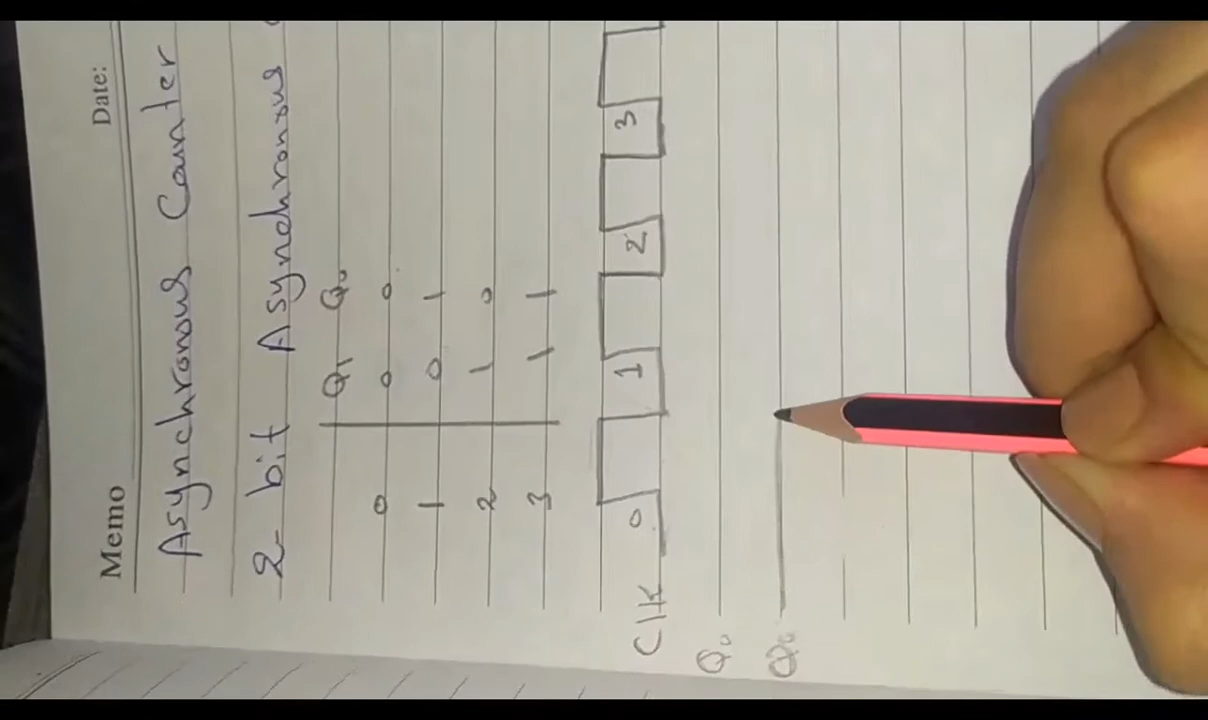 Memo Date:
Asynchronous Counter
2-bit Asynchronous
Q1 Q0
0 0 0
1 0 1
2 1 0
3 1 1
Clk 0 1 2 3
Q0
Q0